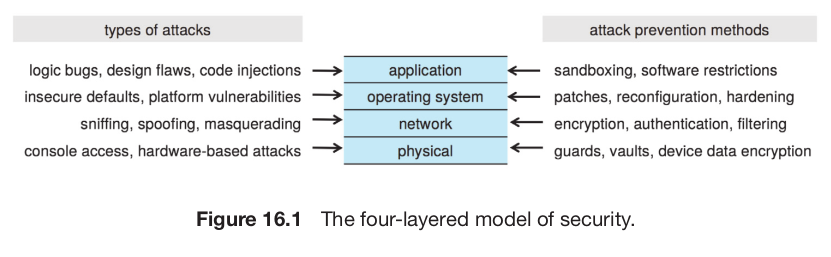 types of attacks
attack prevention methods
logic bugs, design flaws, code injections
application
sandboxing, software restrictions
insecure defaults, platform vulnerabilities
operating system
patches, reconfiguration, hardening
sniffing, spoofing, masquerading
network
encryption, authentication, filtering
console access, hardware-based attacks
physical
guards, vaults, device data encryption
Figure 16.1 The four-layered model of security.